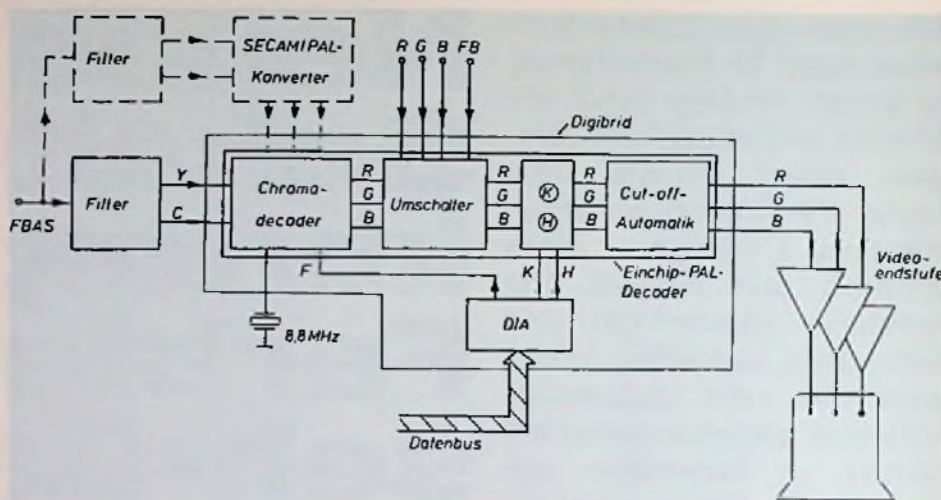 Filter
SECAM/PAL-
Konverter
R G B FB
Digibrid
FBAS
Filter
Y
C
Chroma-
decoder
R
G
B
Umschalter
R
G
B
K
H
R
G
B
Cut-off-
Automatik
R
G
B
Video-
endstufe
F
K
H
Einchip-PAL-
Decoder
8,8 MHz
D/A
Datenbus